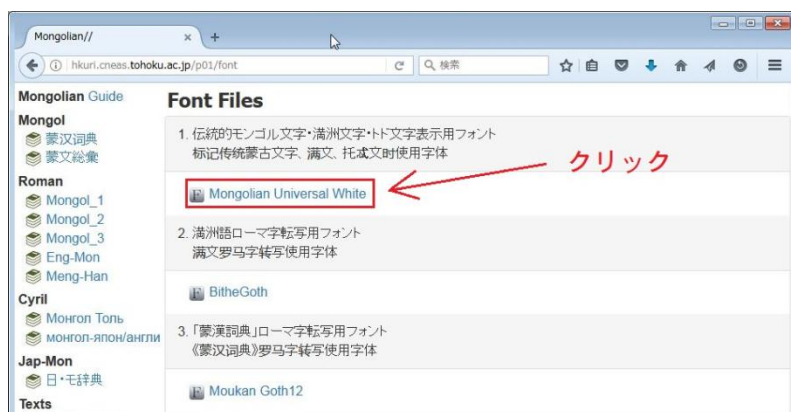 Mongolian//
hkuri.cneas.tohoku.ac.jp/p01/font
検索
Mongolian Guide
Mongol
蒙汉词典
蒙文総彙
Roman
Mongol_1
Mongol_2
Mongol_3
Eng-Mon
Meng-Han
Cyril
Монгол Толь
монгол-япон/англи
Jap-Mon
日・モ辞典
Texts
Font Files
1. 伝統的モンゴル文字・満洲文字・トド文字表示用フォント
标记传统蒙古文字、满文、托忒文时使用字体
Mongolian Universal White
クリック
2. 満洲語ローマ字転写用フォント
满文罗马字转写使用字体
BitheGoth
3. 「蒙漢詞典」ローマ字転写用フォント
《蒙汉词典》罗马字转写使用字体
Moukan Goth12